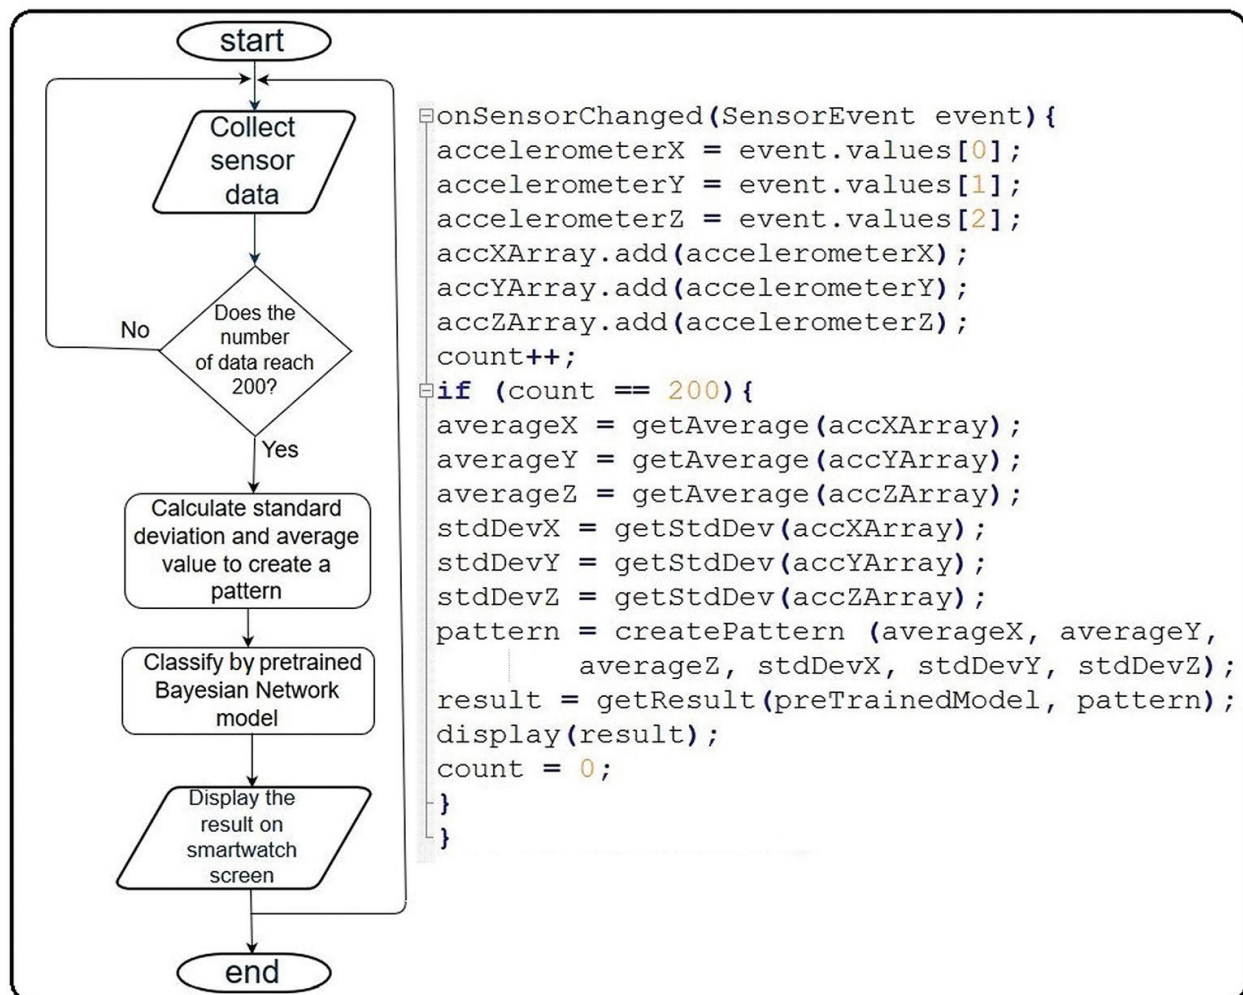 start
Collect
sensor
data
Does the
number
of data reach
200?
No
Yes
Calculate standard
deviation and average
value to create a
pattern
Classify by pretrained
Bayesian Network
model
Display the
result on
smartwatch
screen
end
onSensorChanged(SensorEvent event){
accelerometerX = event.values[0];
accelerometerY = event.values[1];
accelerometerZ = event.values[2];
accXArray.add(accelerometerX);
accYArray.add(accelerometerY);
accZArray.add(accelerometerZ);
count++;
if (count == 200){
averageX = getAverage(accXArray);
averageY = getAverage(accYArray);
averageZ = getAverage(accZArray);
stdDevX = getStdDev(accXArray);
stdDevY = getStdDev(accYArray);
stdDevZ = getStdDev(accZArray);
pattern = createPattern (averageX, averageY,
averageZ, stdDevX, stdDevY, stdDevZ);
result = getResult(preTrainedModel, pattern);
display(result);
count = 0;
}
}